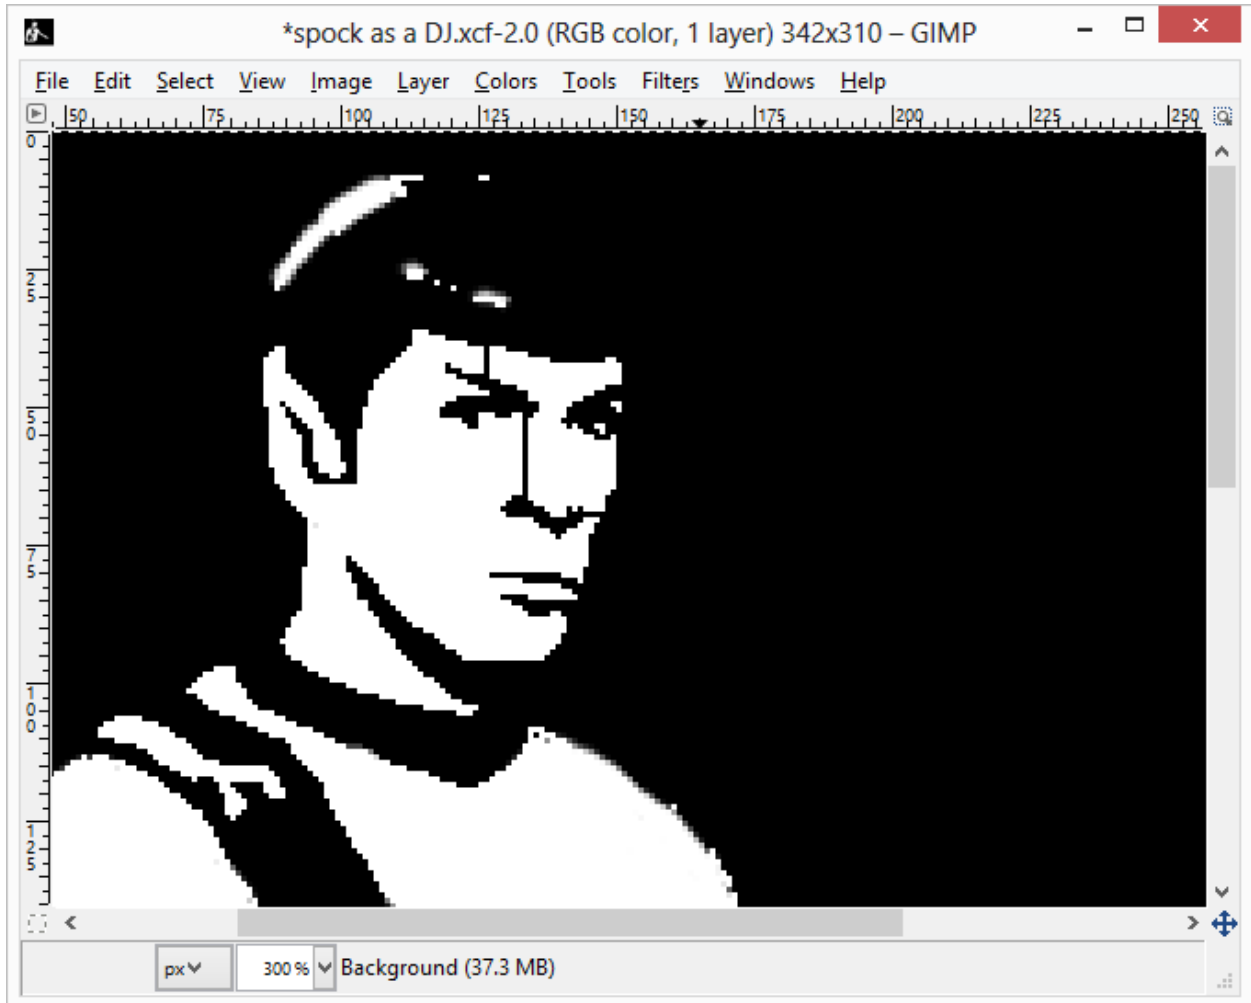 *spock as a DJ.xcf-2.0 (RGB color, 1 layer) 342x310 – GIMP
File Edit Select View Image Layer Colors Tools Filters Windows Help
50 75 100 125 150 175 200 225 250
0
25
50
75
100
125
px 300 % Background (37.3 MB)